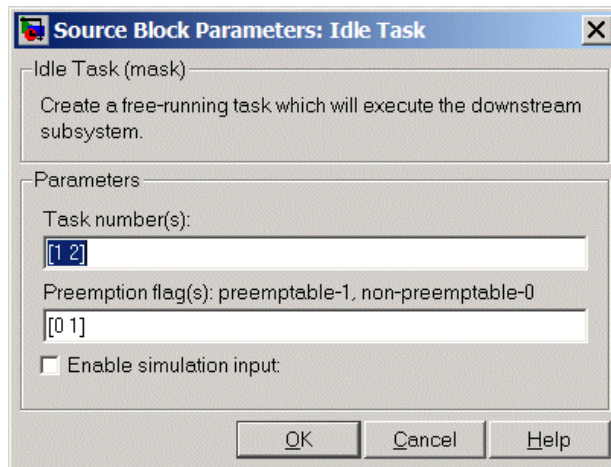 Source Block Parameters: Idle Task
Idle Task (mask)
Create a free-running task which will execute the downstream
subsystem.
Parameters
Task number(s):
[1 2]
Preemption flag(s): preemptable-1, non-preemptable-0
[0 1]
Enable simulation input:
OK Cancel Help